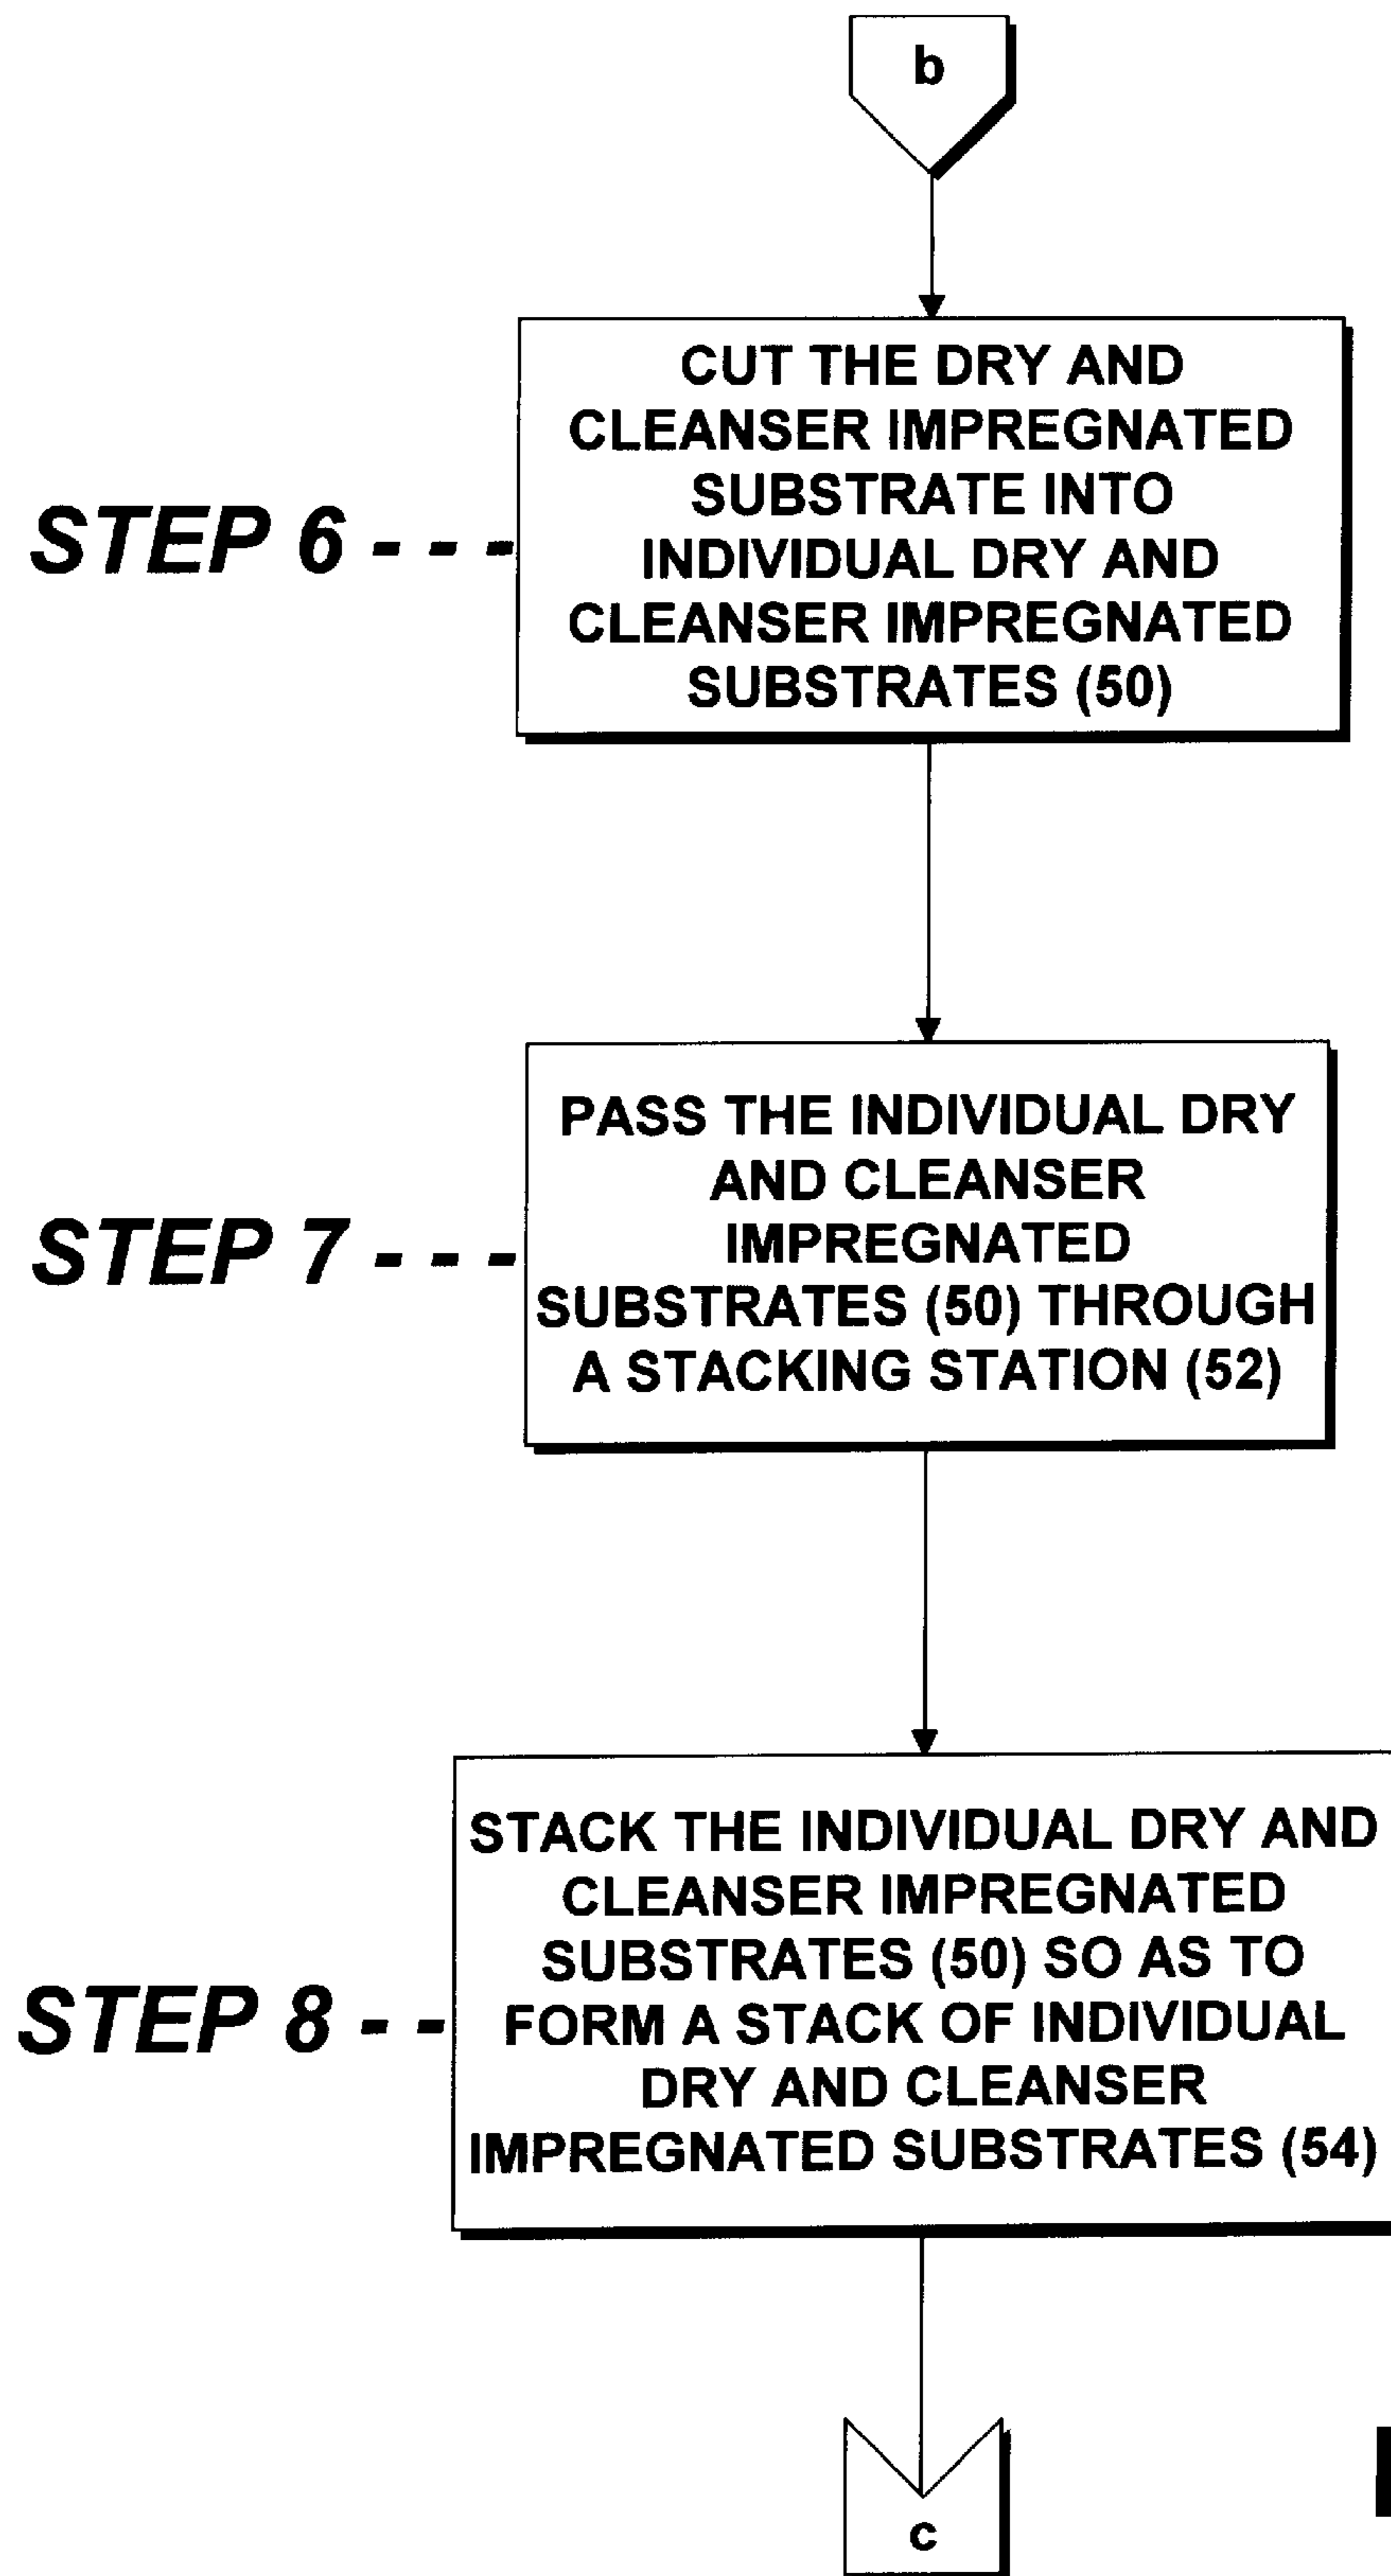 b
CUT THE DRY AND
CLEANSER IMPREGNATED
SUBSTRATE INTO
INDIVIDUAL DRY AND
CLEANSER IMPREGNATED
SUBSTRATES (50)
STEP 6 - - -
PASS THE INDIVIDUAL DRY
AND CLEANSER
IMPREGNATED
SUBSTRATES (50) THROUGH
A STACKING STATION (52)
STEP 7 - - -
STACK THE INDIVIDUAL DRY AND
CLEANSER IMPREGNATED
SUBSTRATES (50) SO AS TO
FORM A STACK OF INDIVIDUAL
DRY AND CLEANSER
IMPREGNATED SUBSTRATES (54)
STEP 8 - -
c